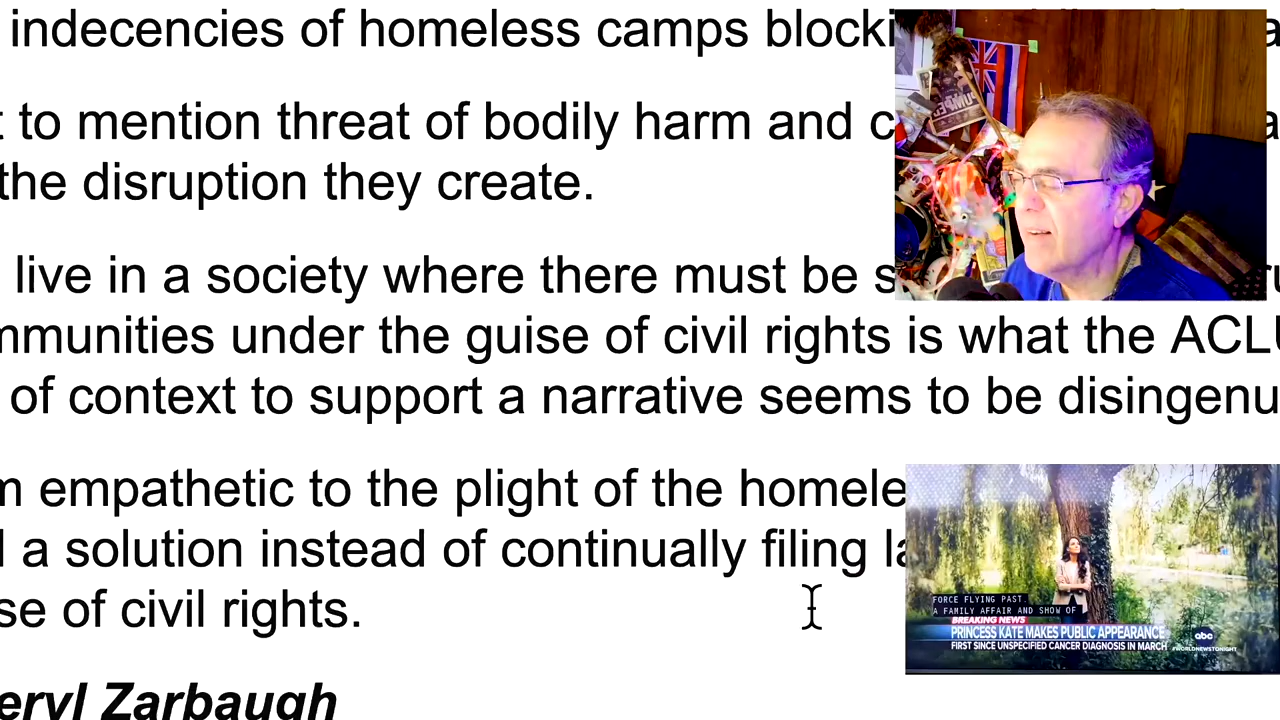 indecencies of homeless camps blocki
t to mention threat of bodily harm and c
the disruption they create.
live in a society where there must be s
mmunities under the guise of civil rights is what the ACLU
of context to support a narrative seems to be disingenu
m empathetic to the plight of the homele
l a solution instead of continually filing la
se of civil rights.
eryl Zarbaugh
FORCE FLYING PAST.
A FAMILY AFFAIR AND SHOW OF
BREAKING NEWS
PRINCESS KATE MAKES PUBLIC APPEARANCE
FIRST SINCE UNSPECIFIED CANCER DIAGNOSIS IN MARCH
abc
#WORLDNEWSTONIGHT